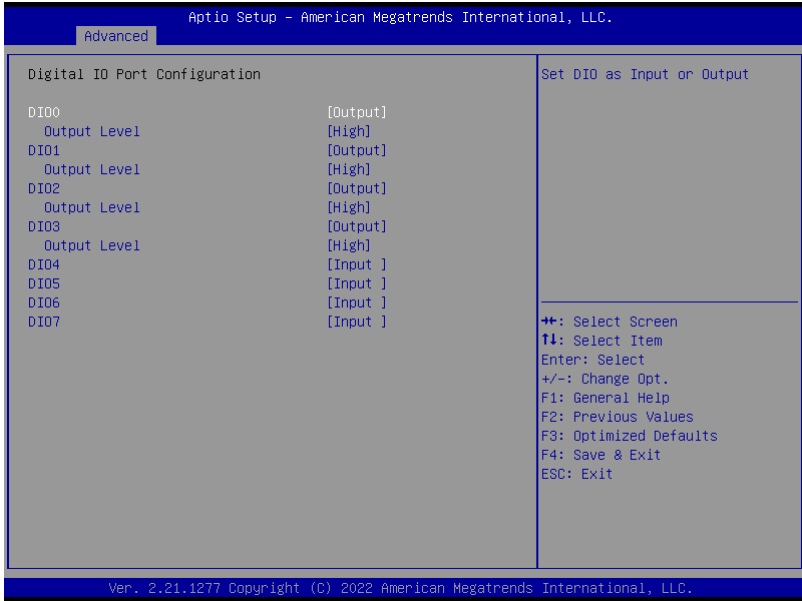 Aptio Setup – American Megatrends International, LLC.
Advanced
Digital IO Port Configuration
DIO0 [Output]
Output Level [High]
DIO1 [Output]
Output Level [High]
DIO2 [Output]
Output Level [High]
DIO3 [Output]
Output Level [High]
DIO4 [Input ]
DIO5 [Input ]
DIO6 [Input ]
DIO7 [Input ]
Set DIO as Input or Output
→←: Select Screen
↑↓: Select Item
Enter: Select
+/-: Change Opt.
F1: General Help
F2: Previous Values
F3: Optimized Defaults
F4: Save & Exit
ESC: Exit
Ver. 2.21.1277 Copyright (C) 2022 American Megatrends International, LLC.